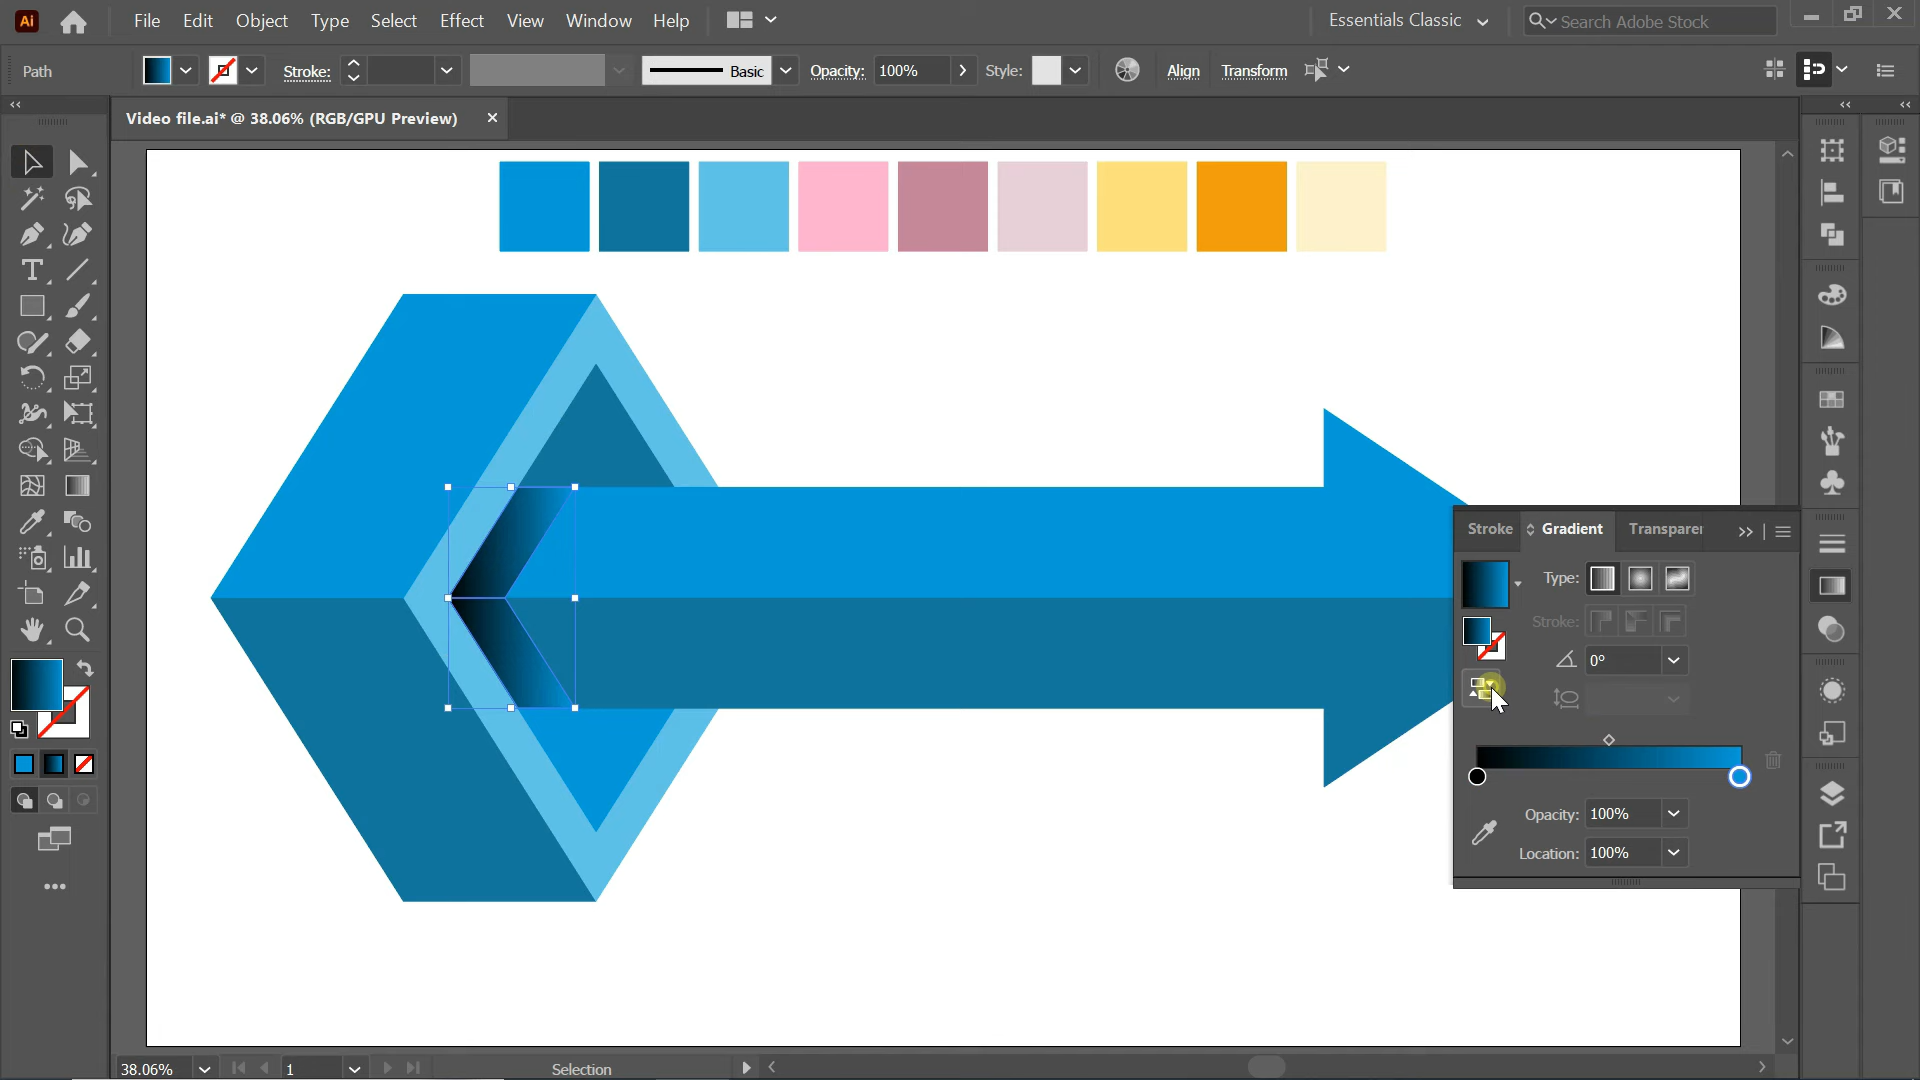 Ai File Edit Object Type Select Effect View Window Help Essentials Classic Search Adobe Stock
Path Stroke: Basic Opacity: 100% Style: Align Transform
Video file.ai* @ 38.06% (RGB/GPU Preview)
Stroke Gradient Transparer
Type:
Stroke:
0°
Opacity: 100%
Location: 100%
38.06% 1 Selection